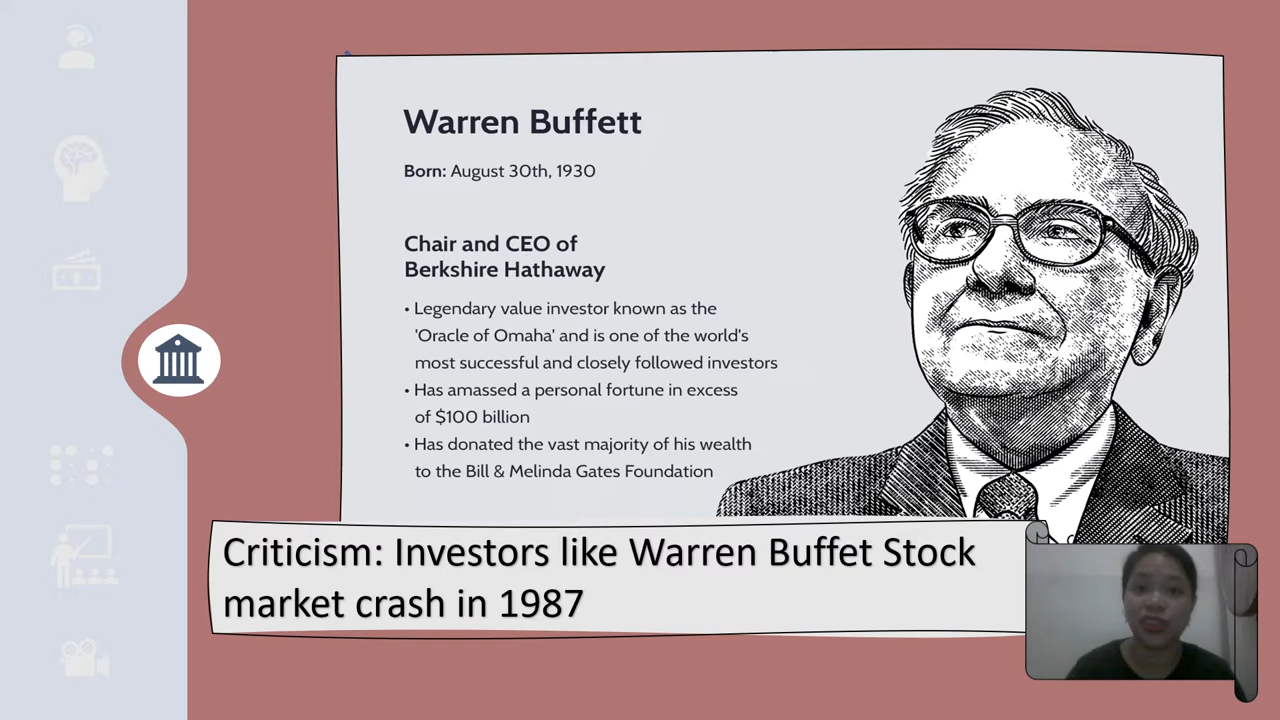 Warren Buffett
Born: August 30th, 1930
Chair and CEO of
Berkshire Hathaway
• Legendary value investor known as the
'Oracle of Omaha' and is one of the world's
most successful and closely followed investors
• Has amassed a personal fortune in excess
of $100 billion
• Has donated the vast majority of his wealth
to the Bill & Melinda Gates Foundation
Criticism: Investors like Warren Buffet Stock
market crash in 1987